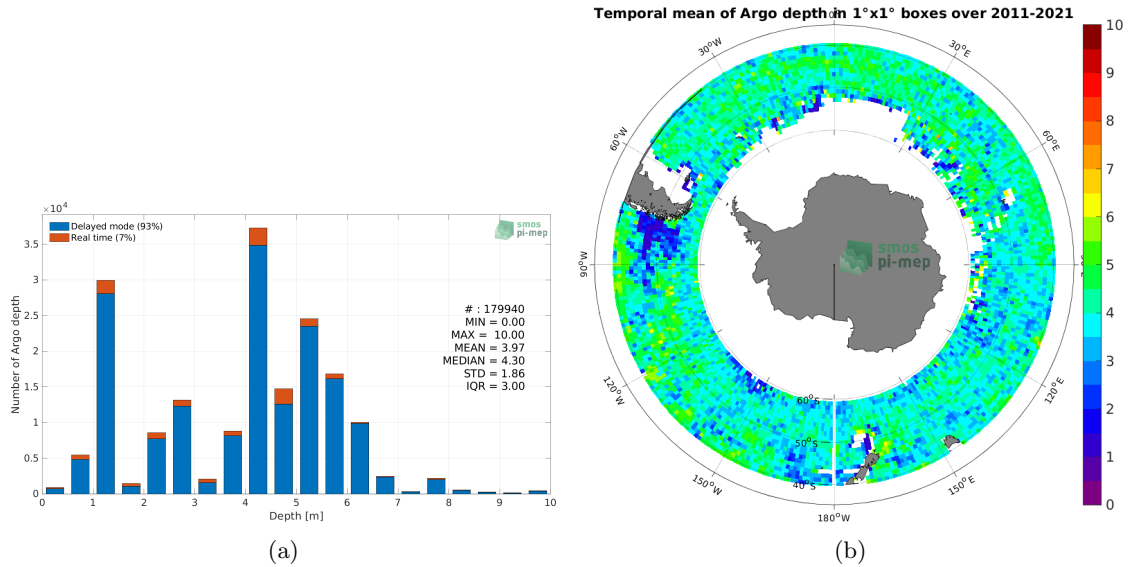 ×10⁴
Delayed mode (93%)
Real time (7%)
smos
pi-mep
3.5
3
2.5
2
1.5
1
0.5
0
Number of Argo depth
# : 179940
MIN = 0.00
MAX = 10.00
MEAN = 3.97
MEDIAN = 4.30
STD = 1.86
IQR = 3.00
0 1 2 3 4 5 6 7 8 9 10
Depth [m]
(a)
Temporal mean of Argo depth in 1°x1° boxes over 2011-2021
30°W
30°E
60°W
60°E
90°W
smos
pi-mep
120°W
120°E
60°S
50°S
40°S
150°W
150°E
180°W
10
9
8
7
6
5
4
3
2
1
0
(b)